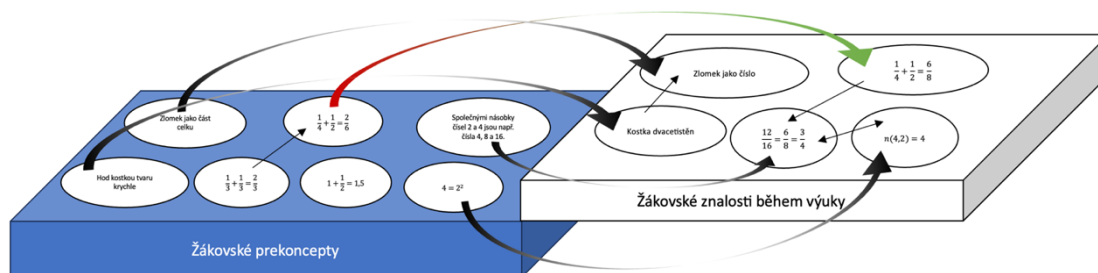 Zlomek jako část
celku
1/4 + 1/2 = 2/6
Společnými násobky
čísel 2 a 4 jsou např.
čísla 4, 8 a 16.
Hod kostkou tvaru
krychle
1/3 + 1/3 = 2/3
1 + 1/2 = 1,5
4 = 2²
Žákovské prekoncepty
Zlomek jako číslo
1/4 + 1/2 = 6/8
Kostka dvacetistěn
12/16 = 6/8 = 3/4
n(4,2) = 4
Žákovské znalosti během výuky